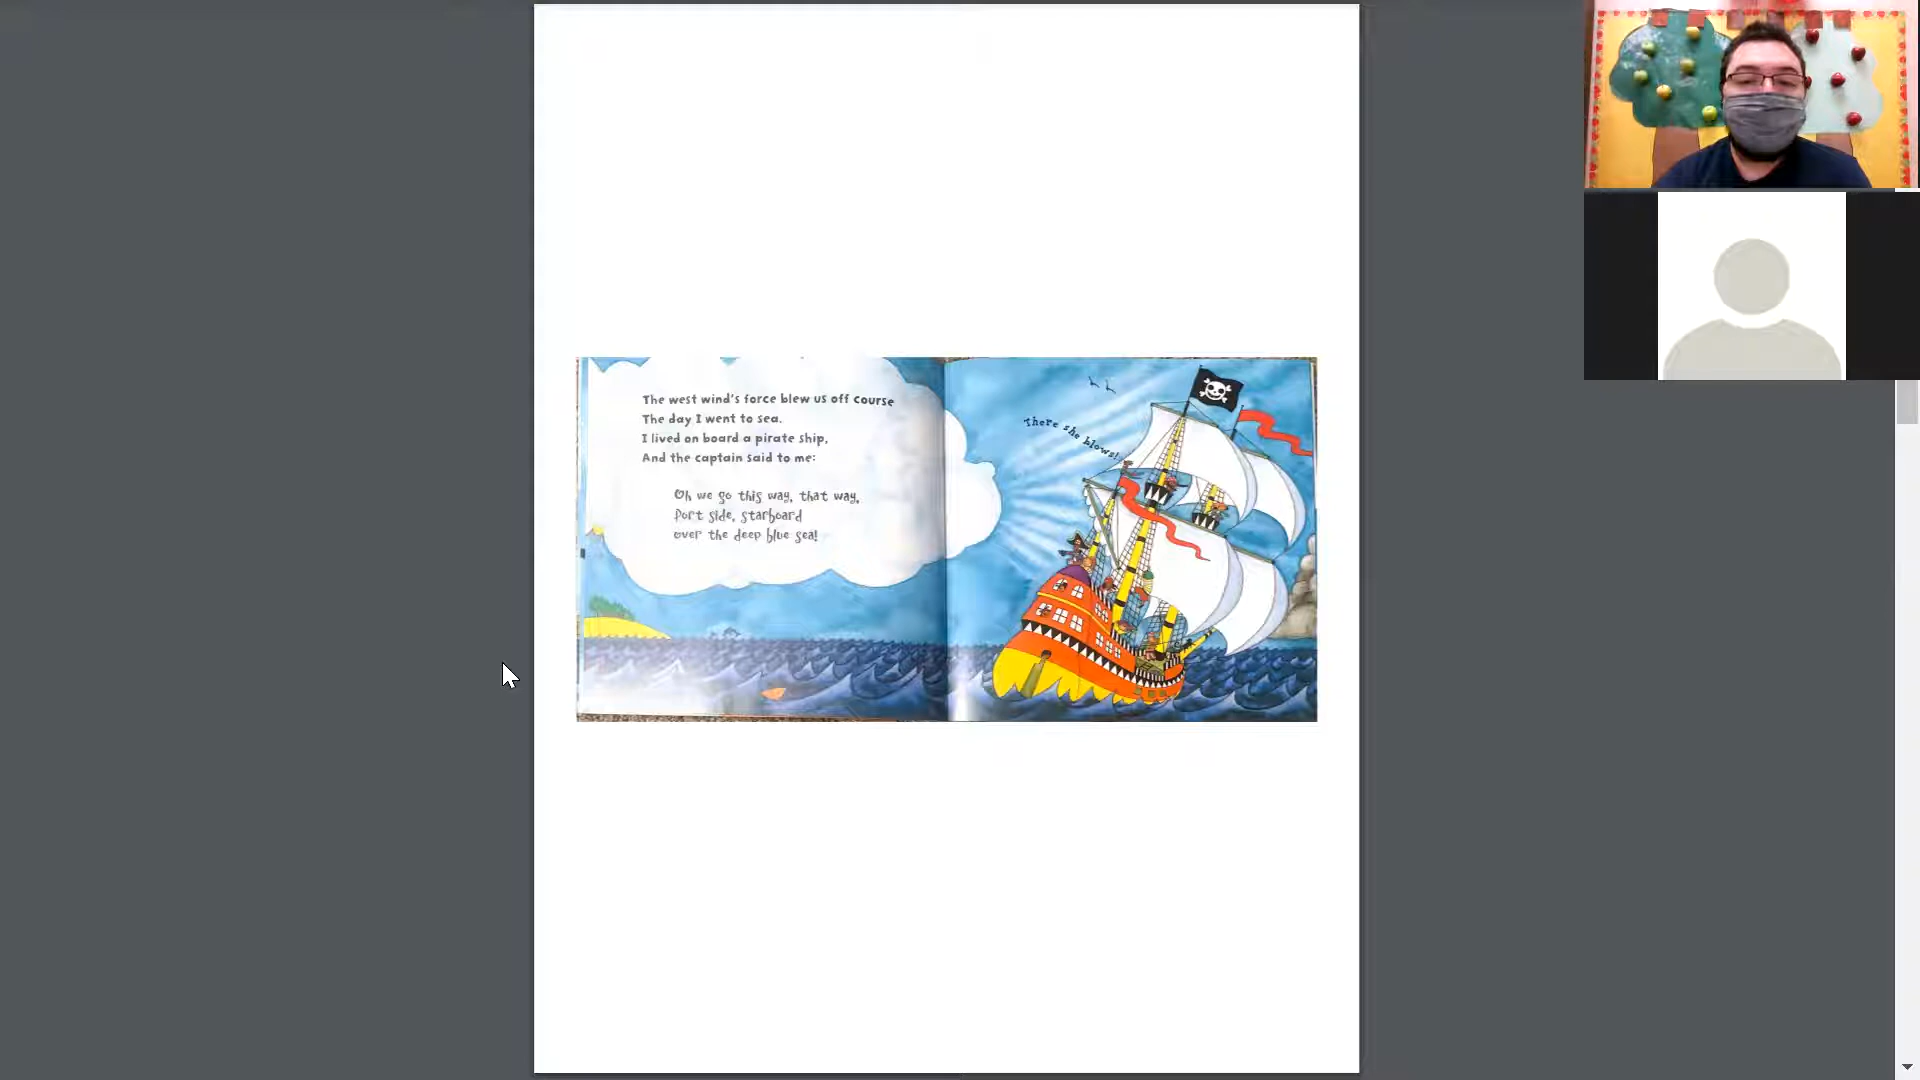 The west wind's force blew us off course
The day I went to sea.
I lived on board a pirate ship,
And the captain said to me:
Oh we go this way, that way,
Port side, starboard
over the deep blue sea!
There she blows!